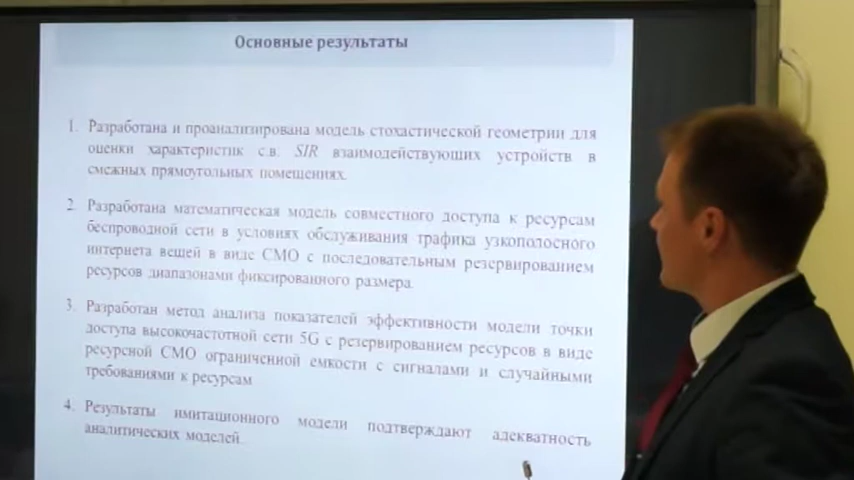 Основные результаты
1. Разработана и проанализирована модель стохастической геометрии для
оценки характеристик с.в. SIR взаимодействующих устройств в
смежных прямоугольных помещениях.
2. Разработана математическая модель совместного доступа к ресурсам
беспроводной сети в условиях обслуживания трафика узкополосного
интернета вещей в виде СМО с последовательным резервированием
ресурсов диапазонами фиксированного размера.
3. Разработан метод анализа показателей эффективности модели точки
доступа высокочастотной сети 5G с резервированием ресурсов в виде
ресурсной СМО ограниченной емкости с сигналами и случайными
требованиями к ресурсам
4. Результаты имитационного модели подтверждают адекватность
аналитических моделей.